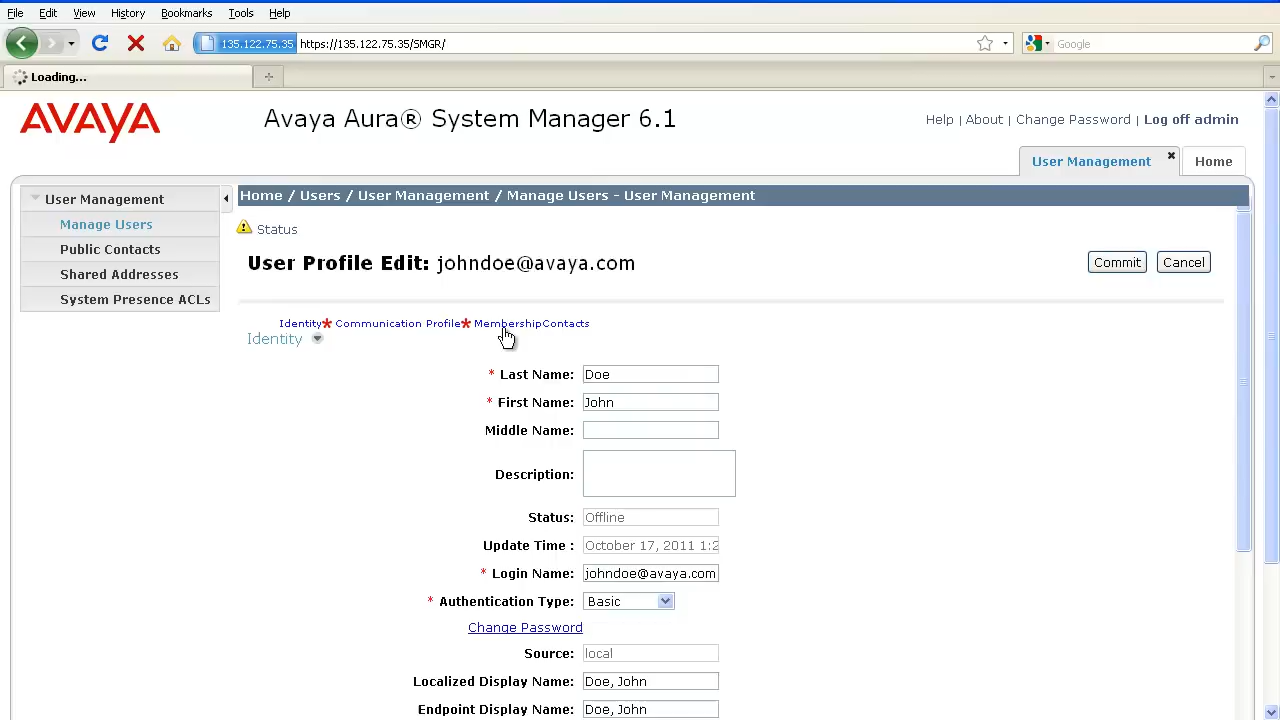 File Edit View History Bookmarks Tools Help
135.122.75.35 https://135.122.75.35/SMGR/ Google
Loading...
AVAYA
Avaya Aura® System Manager 6.1
Help | About | Change Password | Log off admin
User Management Home
User Management
Manage Users
Public Contacts
Shared Addresses
System Presence ACLs
Home / Users / User Management / Manage Users - User Management
Status
User Profile Edit: johndoe@avaya.com
Commit Cancel
Identity* Communication Profile* Membership Contacts
Identity
* Last Name: Doe
* First Name: John
Middle Name:
Description:
Status: Offline
Update Time : October 17, 2011 1:2
* Login Name: johndoe@avaya.com
* Authentication Type: Basic
Change Password
Source: local
Localized Display Name: Doe, John
Endpoint Display Name: Doe, John